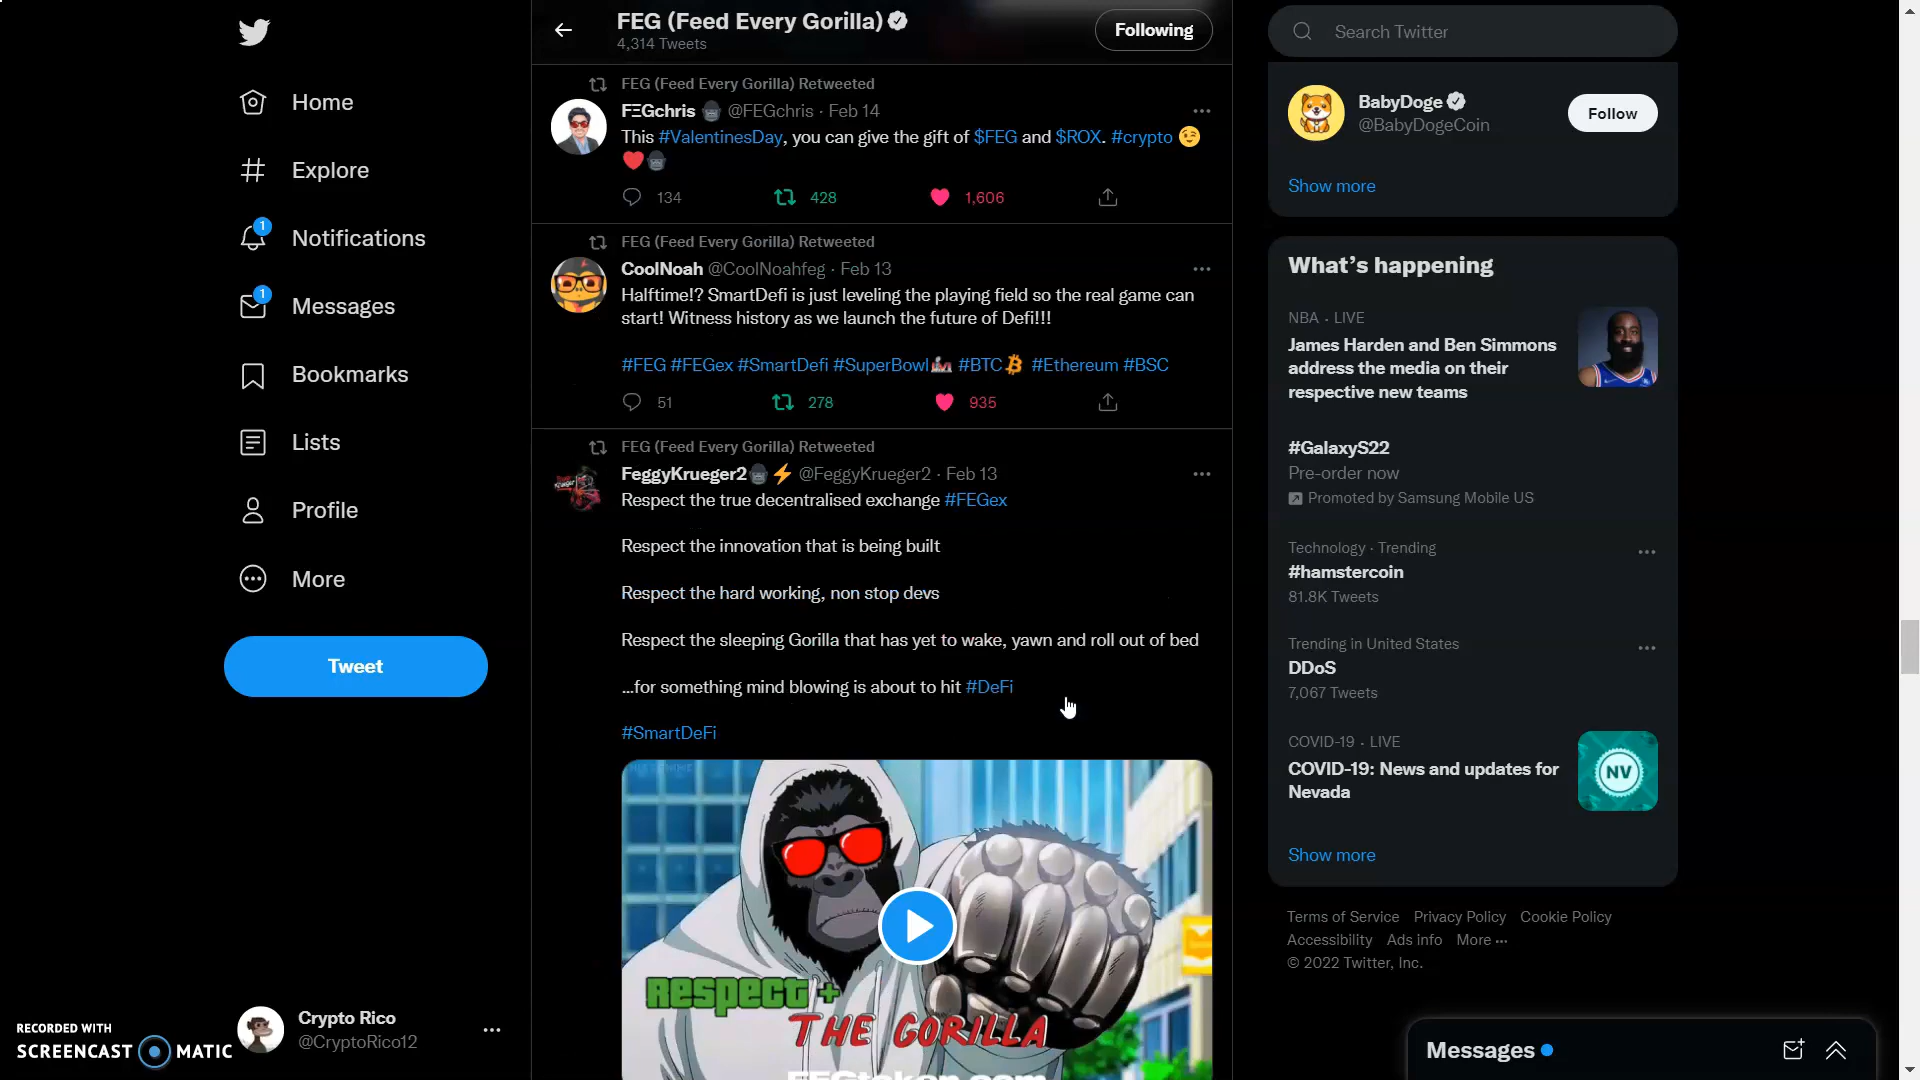 Home
Explore
1
Notifications
1
Messages
Bookmarks
Lists
Profile
More
Tweet
Crypto Rico
@CryptoRico12
RECORDED WITH
SCREENCAST MATIC
FEG (Feed Every Gorilla)
4,314 Tweets
Following
FEG (Feed Every Gorilla) Retweeted
FΞGchris @FEGchris · Feb 14
This #ValentinesDay, you can give the gift of $FEG and $ROX. #crypto 😉
❤️🦍
134 428 1,606
FEG (Feed Every Gorilla) Retweeted
CoolNoah @CoolNoahfeg · Feb 13
Halftime!? SmartDefi is just leveling the playing field so the real game can
start! Witness history as we launch the future of Defi!!!
#FEG #FEGex #SmartDefi #SuperBowl #BTC #Ethereum #BSC
51 278 935
FEG (Feed Every Gorilla) Retweeted
FeggyKrueger2🦍⚡ @FeggyKrueger2 · Feb 13
Respect the true decentralised exchange #FEGex
Respect the innovation that is being built
Respect the hard working, non stop devs
Respect the sleeping Gorilla that has yet to wake, yawn and roll out of bed
...for something mind blowing is about to hit #DeFi
#SmartDeFi
Respect +
THE GORILLA
FEGtoken.com
Search Twitter
BabyDoge
@BabyDogeCoin
Follow
Show more
What's happening
NBA · LIVE
James Harden and Ben Simmons
address the media on their
respective new teams
#GalaxyS22
Pre-order now
Promoted by Samsung Mobile US
Technology · Trending
#hamstercoin
81.8K Tweets
Trending in United States
DDoS
7,067 Tweets
COVID-19 · LIVE
COVID-19: News and updates for
Nevada
NV
Show more
Terms of Service Privacy Policy Cookie Policy
Accessibility Ads info More ···
© 2022 Twitter, Inc.
Messages